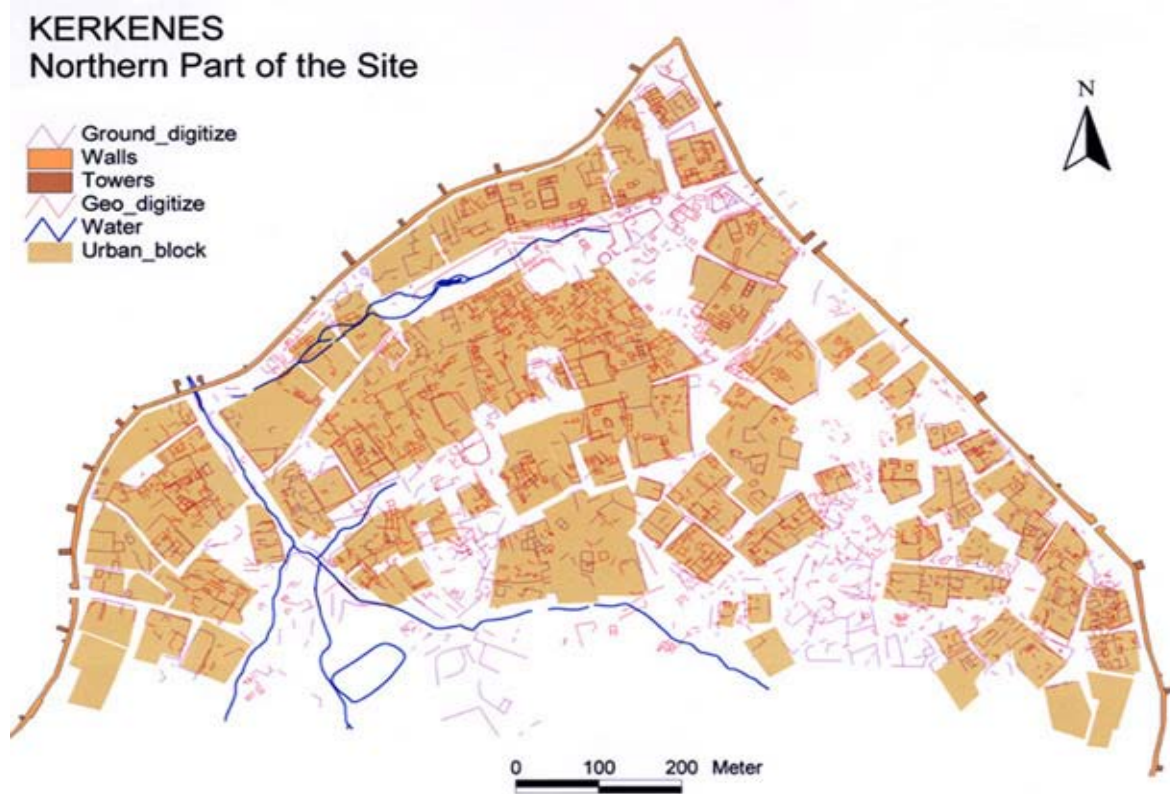 KERKENES
Northern Part of the Site
Ground_digitize
Walls
Towers
Geo_digitize
Water
Urban_block
N
0 100 200 Meter